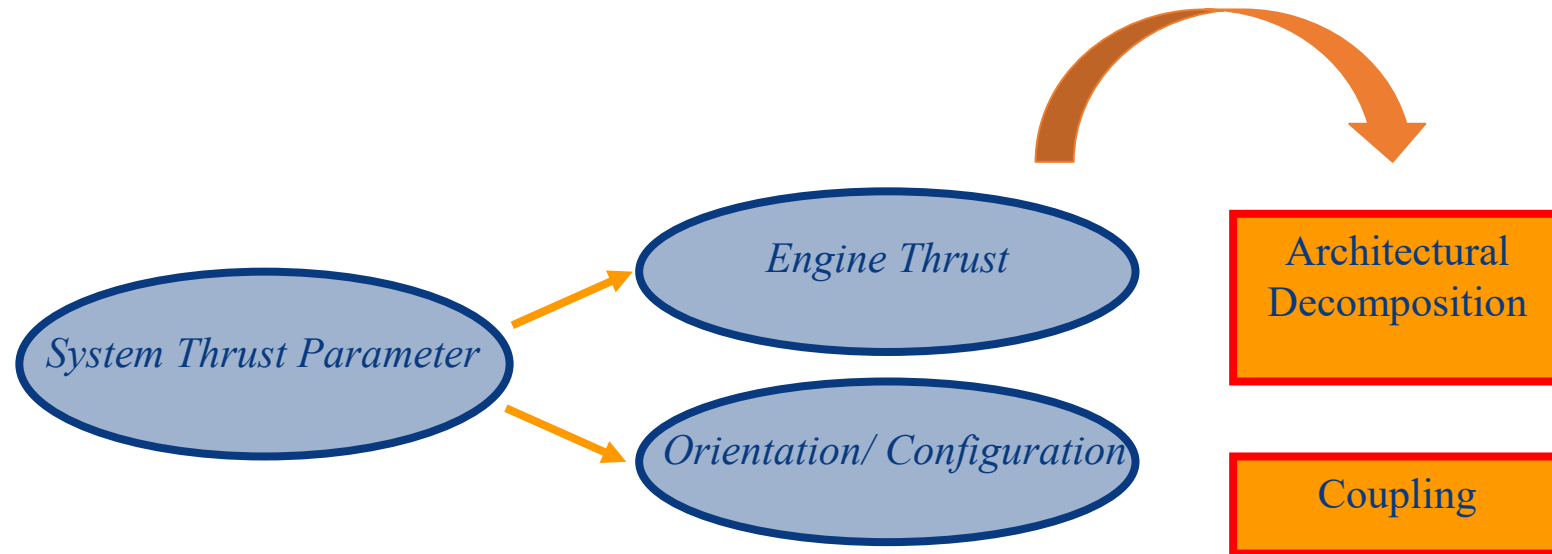 Engine Thrust
System Thrust Parameter
Orientation/ Configuration
Architectural
Decomposition
Coupling